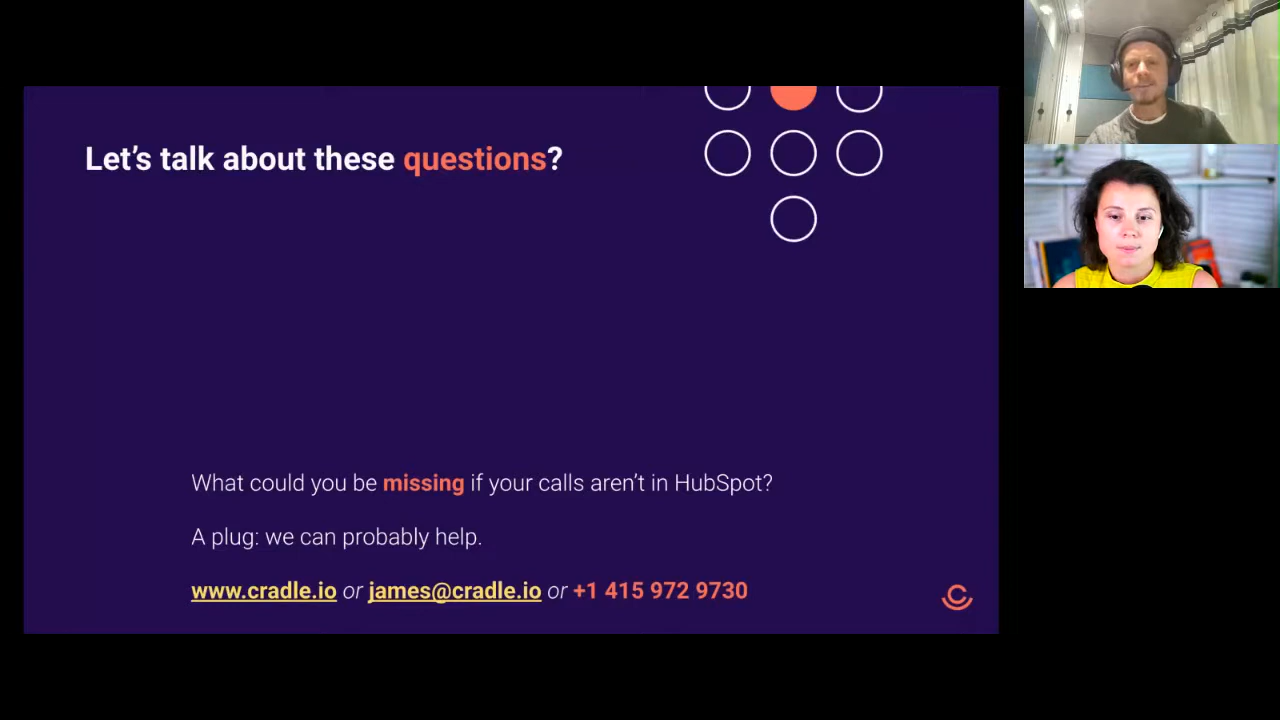 Let's talk about these questions?
What could you be missing if your calls aren't in HubSpot?
A plug: we can probably help.
www.cradle.io or james@cradle.io or +1 415 972 9730